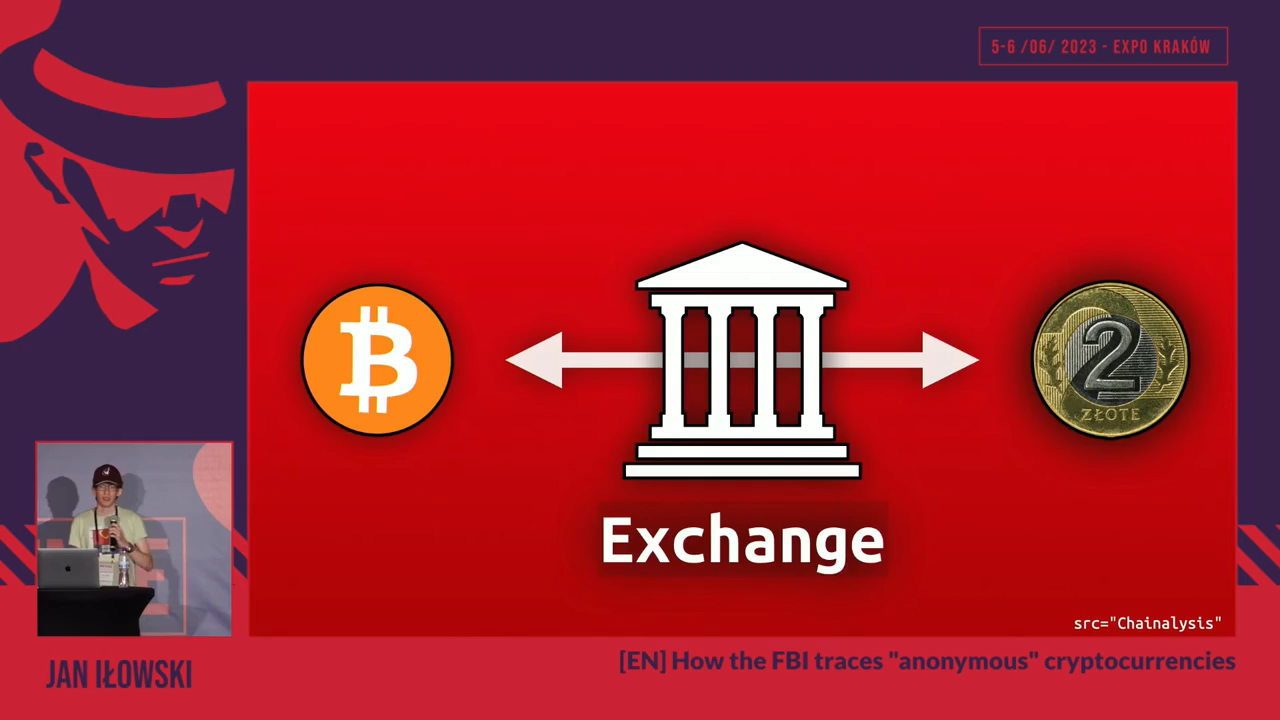 5-6 /06/ 2023 - EXPO KRAKÓW
2
ZŁOTE
Exchange
src="Chainalysis"
JAN IŁOWSKI
[EN] How the FBI traces "anonymous" cryptocurrencies